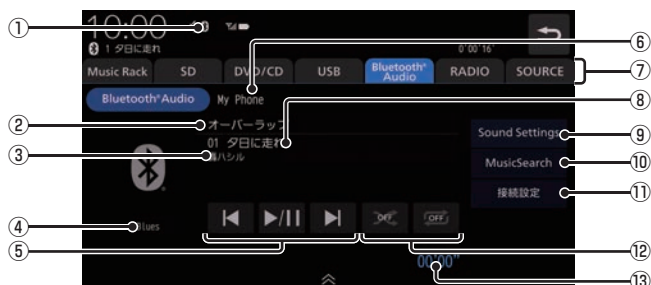 ①
10:00
1 夕日に走れ
0'00'16"
⑥
Music Rack SD DVD/CD USB Bluetooth® Audio RADIO SOURCE
⑦
Bluetooth® Audio My Phone
⑧
②
オーバーラップ
Sound Settings
⑨
01 夕日に走れ
③
MusicSearch
⑩
接続設定
⑪
④
OFF OFF
⑤
⑫
00'00"
⑬